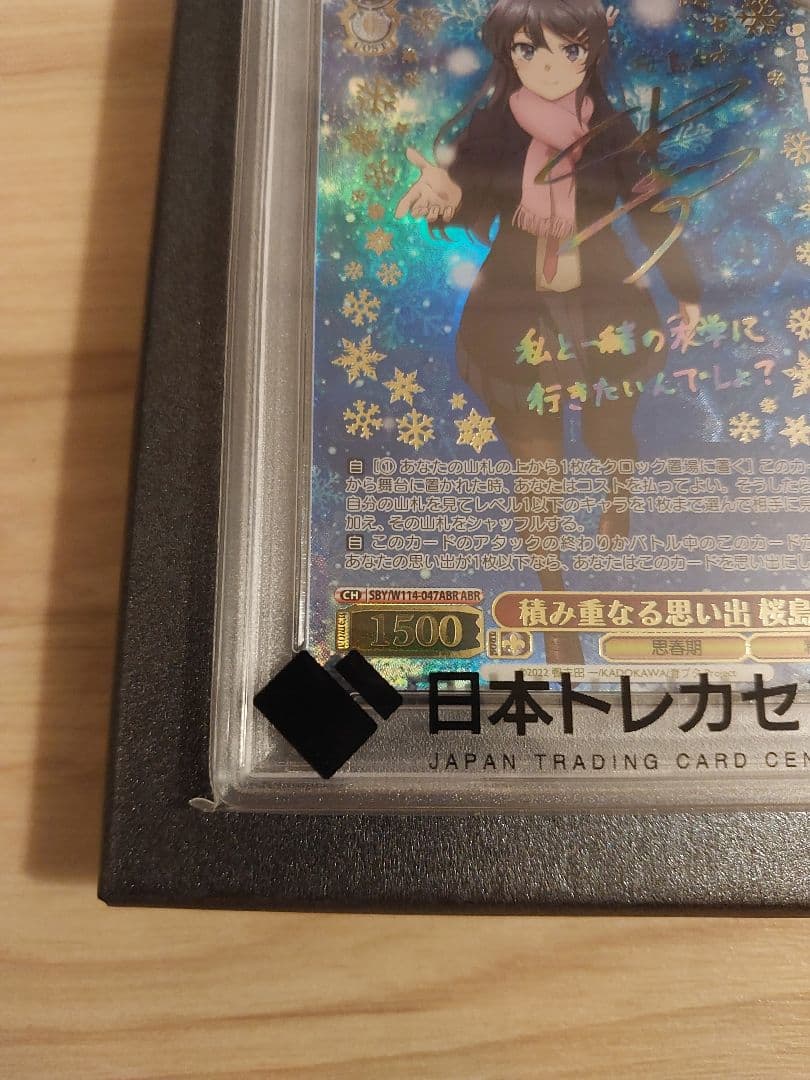 私と一緒の大学に
行きたいんでしょ?
自 [① あなたの山札の上から1枚をクロック置場に置く] このカ
から舞台に置かれた時、あなたはコストを払ってよい。そうした
自分の山札を見てレベル1以下のキャラを1枚まで選んで相手に
加え、その山札をシャッフルする。
自 このカードのアタックの終わりかバトル中のこのカード
あなたの思い出が1枚以下なら、あなたはこのカードを思い出に
CH SBY/W114-047ABR ABR
1500
積み重なる思い出 桜島
思春期
日本トレカセ
JAPAN TRADING CARD CEN